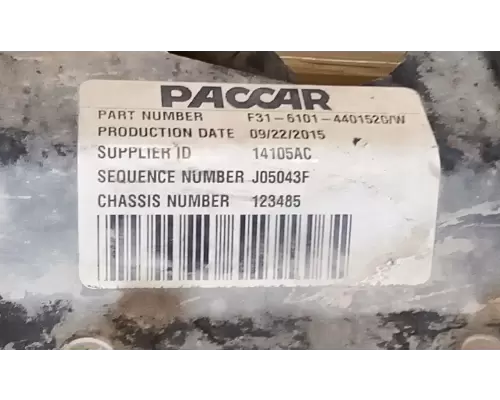 PACCAR
PART NUMBER F31-6101-440152G/W
PRODUCTION DATE 09/22/2015
SUPPLIER ID 14105AC
SEQUENCE NUMBER J05043F
CHASSIS NUMBER 123485